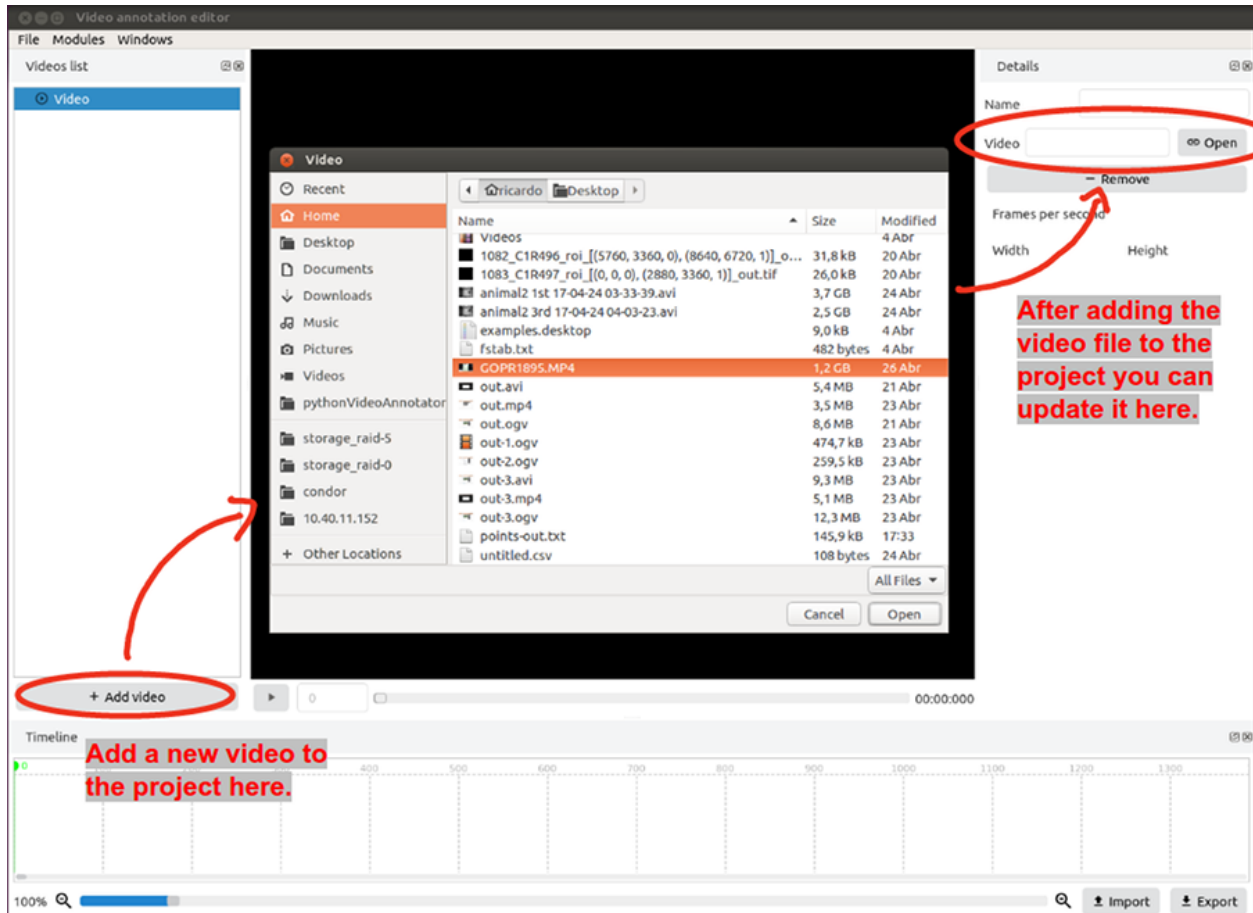 Video annotation editor
File Modules Windows
Videos list
Video
+ Add video
Video
Recent
Home
Desktop
Documents
Downloads
Music
Pictures
Videos
pythonVideoAnnotator
storage_raid-5
storage_raid-0
condor
10.40.11.152
+ Other Locations
ricardo Desktop
Name Size Modified
Videos 4 Abr
1082_C1R496_roi_[(5760, 3360, 0), (8640, 6720, 1)]_o... 31,8 kB 20 Abr
1083_C1R497_roi_[(0, 0, 0), (2880, 3360, 1)]_out.tif 26,0 kB 20 Abr
animal2 1st 17-04-24 03-33-39.avi 3,7 GB 24 Abr
animal2 3rd 17-04-24 04-03-23.avi 2,5 GB 24 Abr
examples.desktop 9,0 kB 4 Abr
fstab.txt 482 bytes 4 Abr
GOPR1895.MP4 1,2 GB 26 Abr
out.avi 5,4 MB 21 Abr
out.mp4 3,5 MB 23 Abr
out.ogv 8,6 MB 21 Abr
out-1.ogv 474,7 kB 23 Abr
out-2.ogv 259,5 kB 23 Abr
out-3.avi 9,3 MB 23 Abr
out-3.mp4 5,1 MB 23 Abr
out-3.ogv 12,3 MB 23 Abr
points-out.txt 145,9 kB 17:33
untitled.csv 108 bytes 24 Abr
All Files
Cancel Open
0 00:00:000
Details
Name
Video Open
− Remove
Frames per second
Width Height
After adding the
video file to the
project you can
update it here.
Timeline
Add a new video to
the project here.
0 400 500 600 700 800 900 1000 1100 1200 1300
100% Import Export